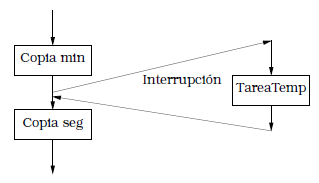 Copia min
Interrupción
TareaTemp
Copia seg